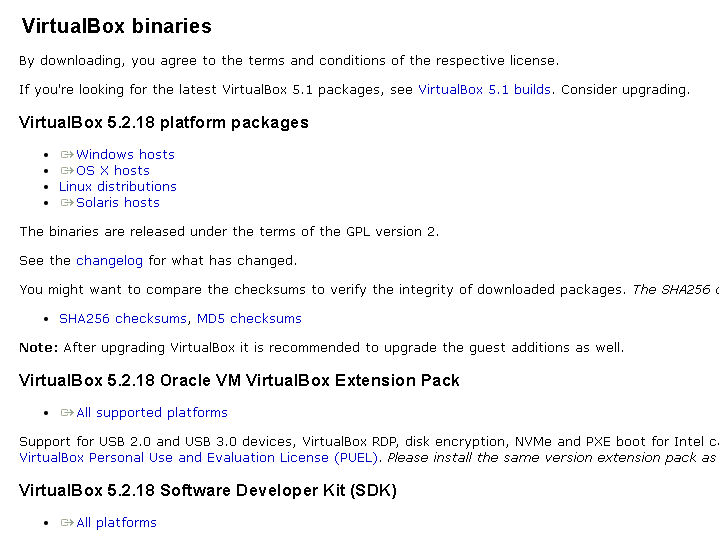 VirtualBox binaries
By downloading, you agree to the terms and conditions of the respective license.
If you're looking for the latest VirtualBox 5.1 packages, see VirtualBox 5.1 builds. Consider upgrading.
VirtualBox 5.2.18 platform packages
Windows hosts
OS X hosts
Linux distributions
Solaris hosts
The binaries are released under the terms of the GPL version 2.
See the changelog for what has changed.
You might want to compare the checksums to verify the integrity of downloaded packages. The SHA256
SHA256 checksums, MD5 checksums
Note: After upgrading VirtualBox it is recommended to upgrade the guest additions as well.
VirtualBox 5.2.18 Oracle VM VirtualBox Extension Pack
All supported platforms
Support for USB 2.0 and USB 3.0 devices, VirtualBox RDP, disk encryption, NVMe and PXE boot for Intel
VirtualBox Personal Use and Evaluation License (PUEL). Please install the same version extension pack as
VirtualBox 5.2.18 Software Developer Kit (SDK)
All platforms